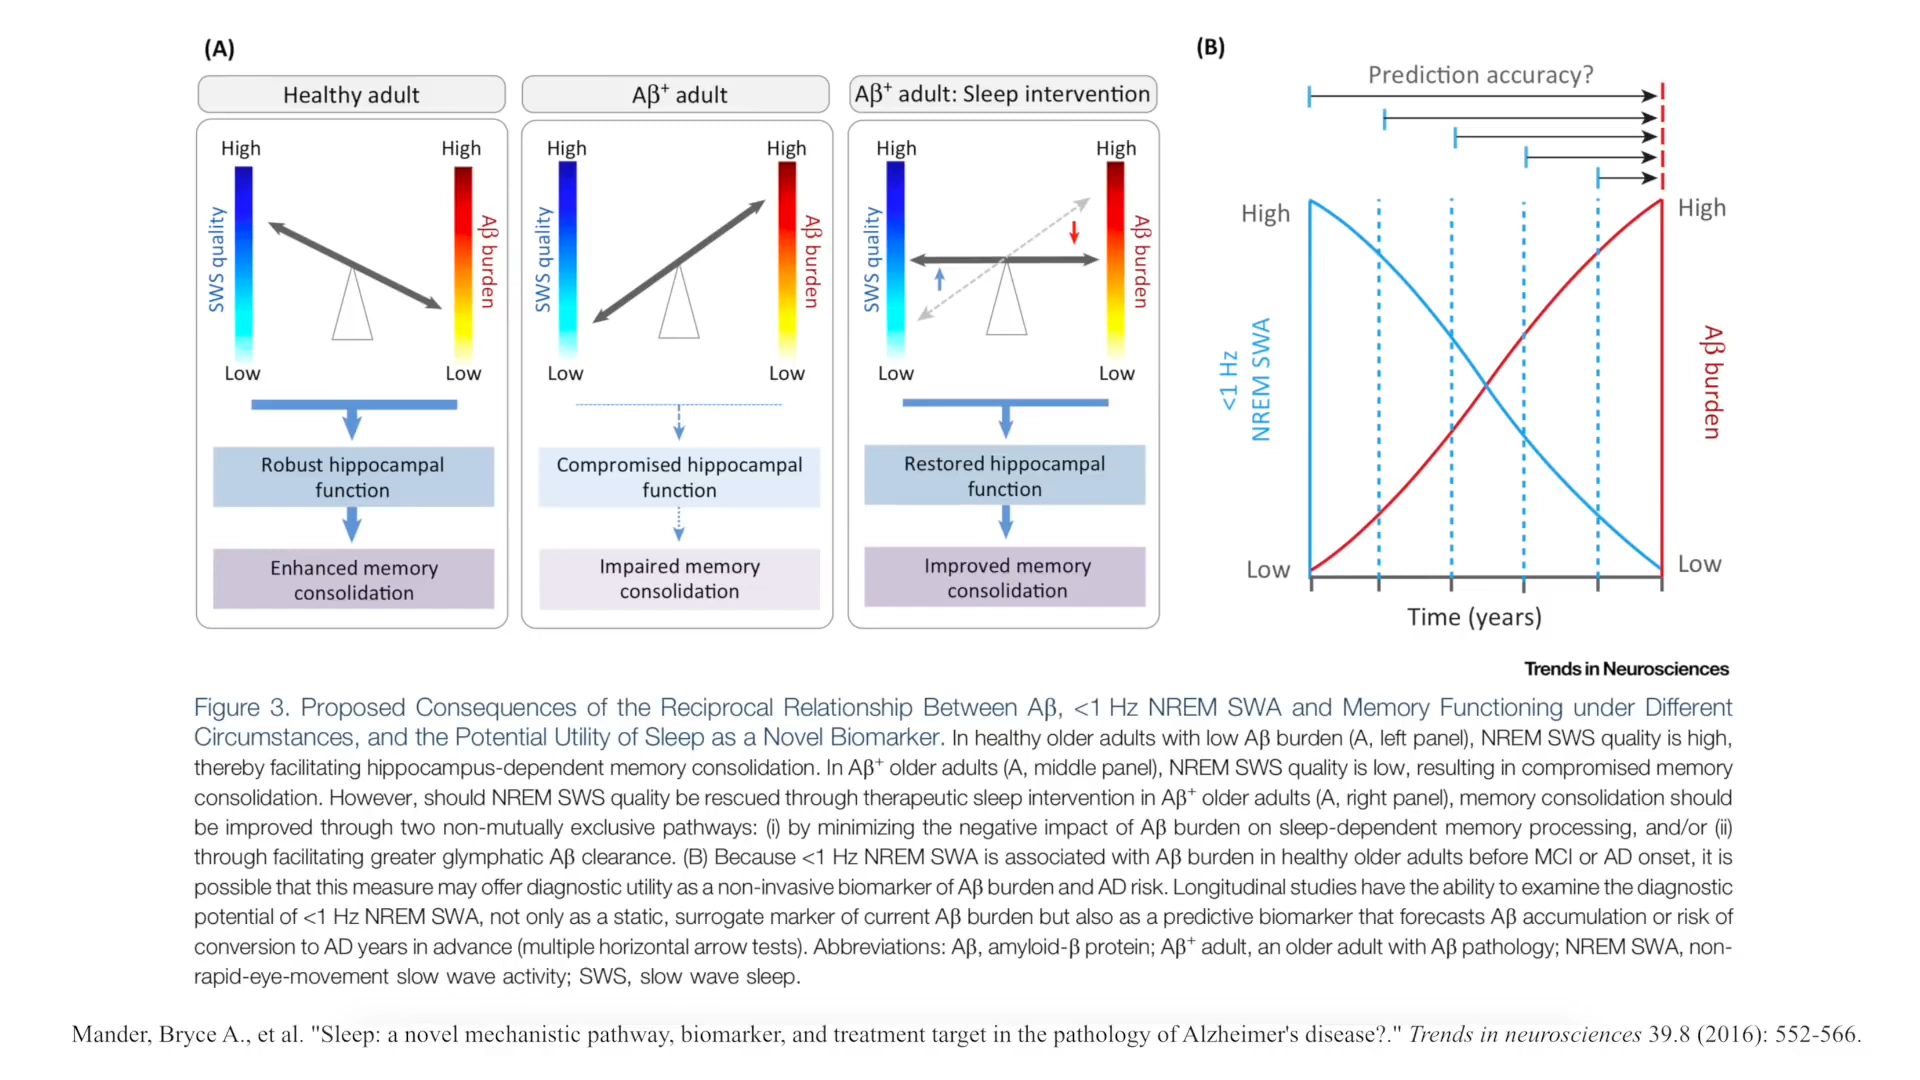 (A)
Healthy adult
High
High
SWS quality
Aβ burden
Low
Low
Robust hippocampal
function
Enhanced memory
consolidation
Aβ⁺ adult
High
High
SWS quality
Aβ burden
Low
Low
Compromised hippocampal
function
Impaired memory
consolidation
Aβ⁺ adult: Sleep intervention
High
High
SWS quality
Aβ burden
Low
Low
Restored hippocampal
function
Improved memory
consolidation
(B)
Prediction accuracy?
High
High
<1 Hz
NREM SWA
Aβ burden
Low
Low
Time (years)
Trends in Neurosciences
Figure 3. Proposed Consequences of the Reciprocal Relationship Between Aβ, <1 Hz NREM SWA and Memory Functioning under Different
Circumstances, and the Potential Utility of Sleep as a Novel Biomarker. In healthy older adults with low Aβ burden (A, left panel), NREM SWS quality is high,
thereby facilitating hippocampus-dependent memory consolidation. In Aβ⁺ older adults (A, middle panel), NREM SWS quality is low, resulting in compromised memory
consolidation. However, should NREM SWS quality be rescued through therapeutic sleep intervention in Aβ⁺ older adults (A, right panel), memory consolidation should
be improved through two non-mutually exclusive pathways: (i) by minimizing the negative impact of Aβ burden on sleep-dependent memory processing, and/or (ii)
through facilitating greater glymphatic Aβ clearance. (B) Because <1 Hz NREM SWA is associated with Aβ burden in healthy older adults before MCI or AD onset, it is
possible that this measure may offer diagnostic utility as a non-invasive biomarker of Aβ burden and AD risk. Longitudinal studies have the ability to examine the diagnostic
potential of <1 Hz NREM SWA, not only as a static, surrogate marker of current Aβ burden but also as a predictive biomarker that forecasts Aβ accumulation or risk of
conversion to AD years in advance (multiple horizontal arrow tests). Abbreviations: Aβ, amyloid-β protein; Aβ⁺ adult, an older adult with Aβ pathology; NREM SWA, non-
rapid-eye-movement slow wave activity; SWS, slow wave sleep.
Mander, Bryce A., et al. "Sleep: a novel mechanistic pathway, biomarker, and treatment target in the pathology of Alzheimer's disease?." Trends in neurosciences 39.8 (2016): 552-566.